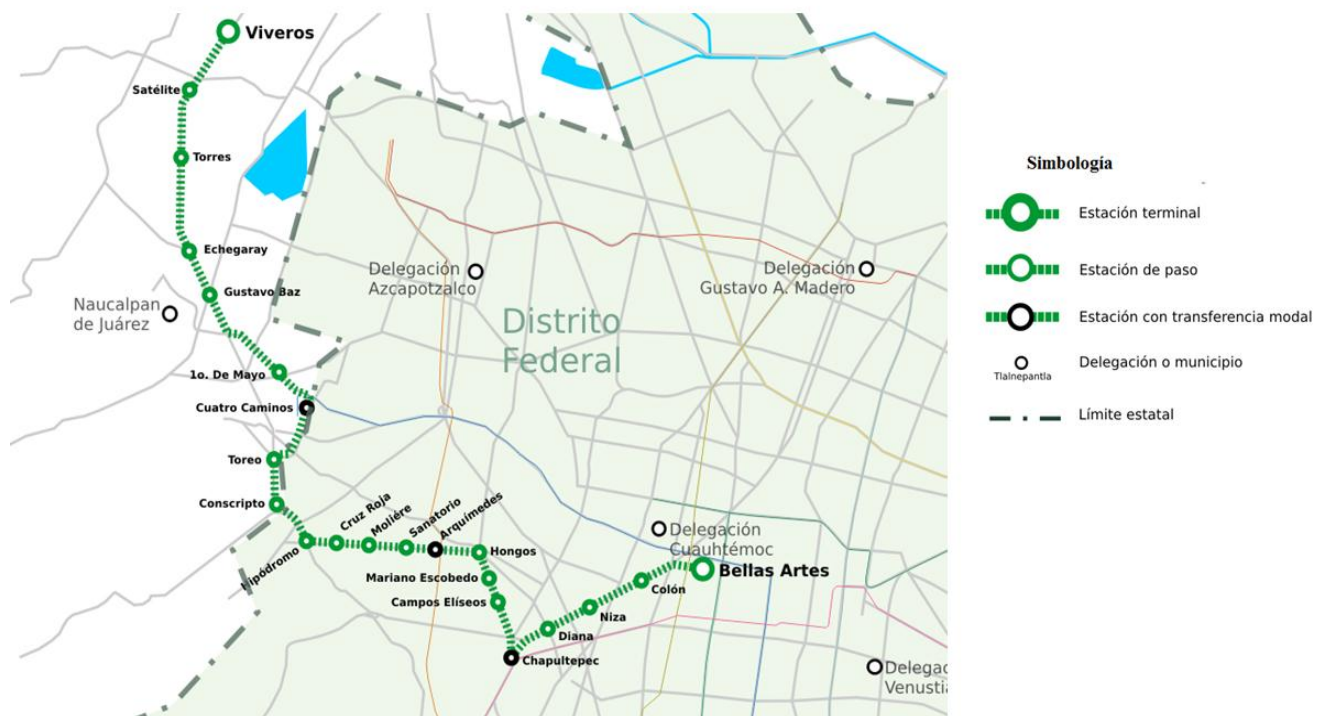 Viveros
Satélite
Torres
Echegaray
Gustavo Baz
Naucalpan
de Juárez
1o. De Mayo
Cuatro Caminos
Toreo
Conscripto
Hipódromo
Cruz Roja
Moliére
Sanatorio
Arquímedes
Hongos
Mariano Escobedo
Campos Elíseos
Chapultepec
Diana
Niza
Colón
Bellas Artes
Delegación
Azcapotzalco
Distrito
Federal
Delegación
Gustavo A. Madero
Delegación
Cuauhtémoc
Simbología
Estación terminal
Estación de paso
Estación con transferencia modal
Tlalnepantla
Delegación o municipio
Límite estatal